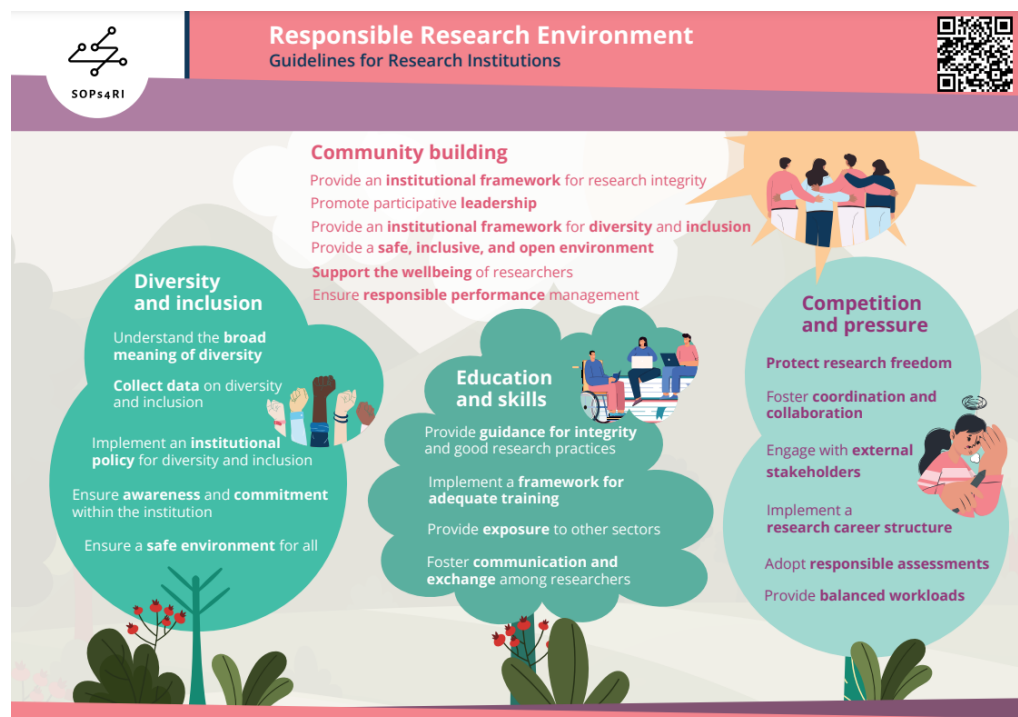 SOPs4RI
Responsible Research Environment
Guidelines for Research Institutions
Community building
Provide an institutional framework for research integrity
Promote participative leadership
Provide an institutional framework for diversity and inclusion
Provide a safe, inclusive, and open environment
Support the wellbeing of researchers
Ensure responsible performance management
Diversity
and inclusion
Understand the broad
meaning of diversity
Collect data on diversity
and inclusion
Implement an institutional
policy for diversity and inclusion
Ensure awareness and commitment
within the institution
Ensure a safe environment for all
Education
and skills
Provide guidance for integrity
and good research practices
Implement a framework for
adequate training
Provide exposure to other sectors
Foster communication and
exchange among researchers
Competition
and pressure
Protect research freedom
Foster coordination and
collaboration
Engage with external
stakeholders
Implement a
research career structure
Adopt responsible assessments
Provide balanced workloads